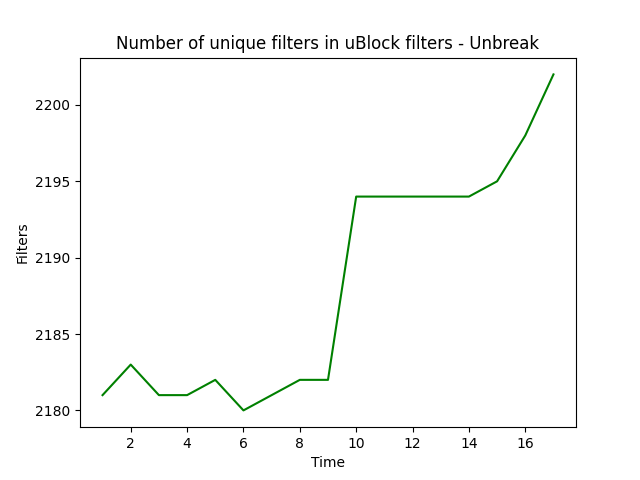 Number of unique filters in uBlock filters - Unbreak
2200
2195
2190
2185
2180
Filters
2 4 6 8 10 12 14 16
Time